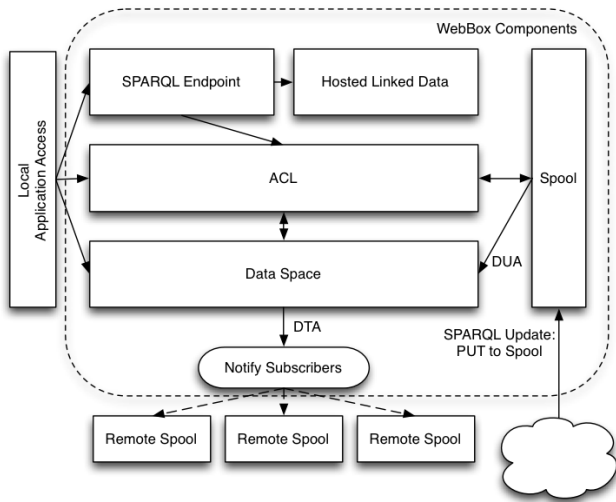 WebBox Components
SPARQL Endpoint
Hosted Linked Data
Local
Application Access
ACL
Spool
Data Space
DUA
DTA
SPARQL Update:
PUT to Spool
Notify Subscribers
Remote Spool
Remote Spool
Remote Spool